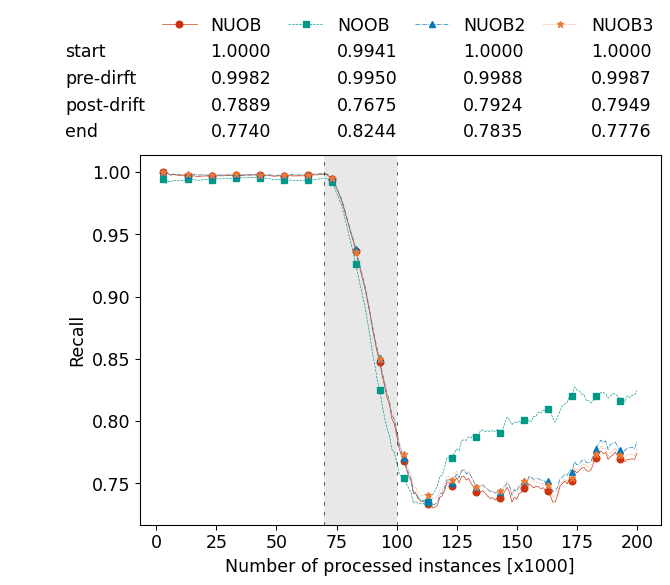 NUOB NOOB NUOB2 NUOB3
start 1.0000 0.9941 1.0000 1.0000
pre-dirft 0.9982 0.9950 0.9988 0.9987
post-drift 0.7889 0.7675 0.7924 0.7949
end 0.7740 0.8244 0.7835 0.7776
1.00
0.95
0.90
0.85
0.80
0.75
Recall
0 25 50 75 100 125 150 175 200
Number of processed instances [x1000]